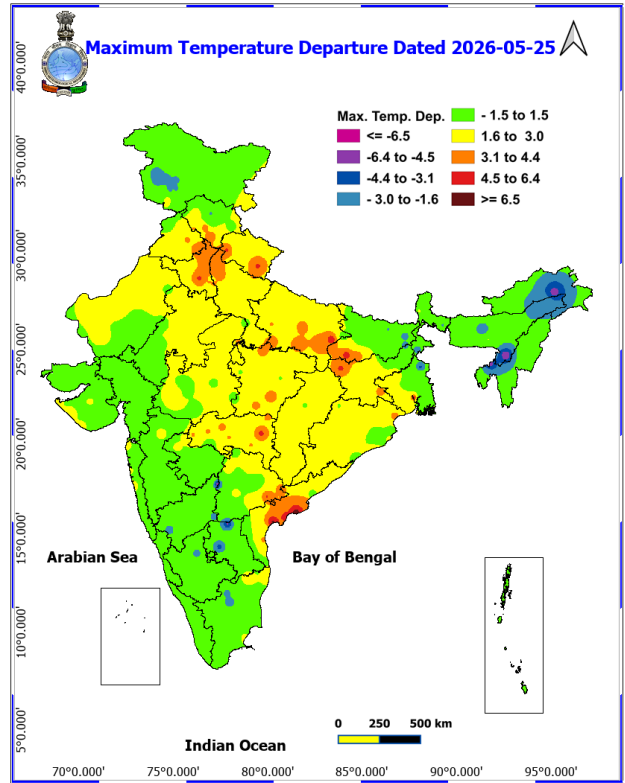 Maximum Temperature Departure Dated 2026-05-25
Max. Temp. Dep.
<= -6.5
-6.4 to -4.5
-4.4 to -3.1
- 3.0 to -1.6
- 1.5 to 1.5
1.6 to 3.0
3.1 to 4.4
4.5 to 6.4
>= 6.5
40°0.000'
35°0.000'
30°0.000'
25°0.000'
20°0.000'
15°0.000'
10°0.000'
5°0.000'
Arabian Sea
Bay of Bengal
Indian Ocean
0 250 500 km
70°0.000' 75°0.000' 80°0.000' 85°0.000' 90°0.000' 95°0.000'